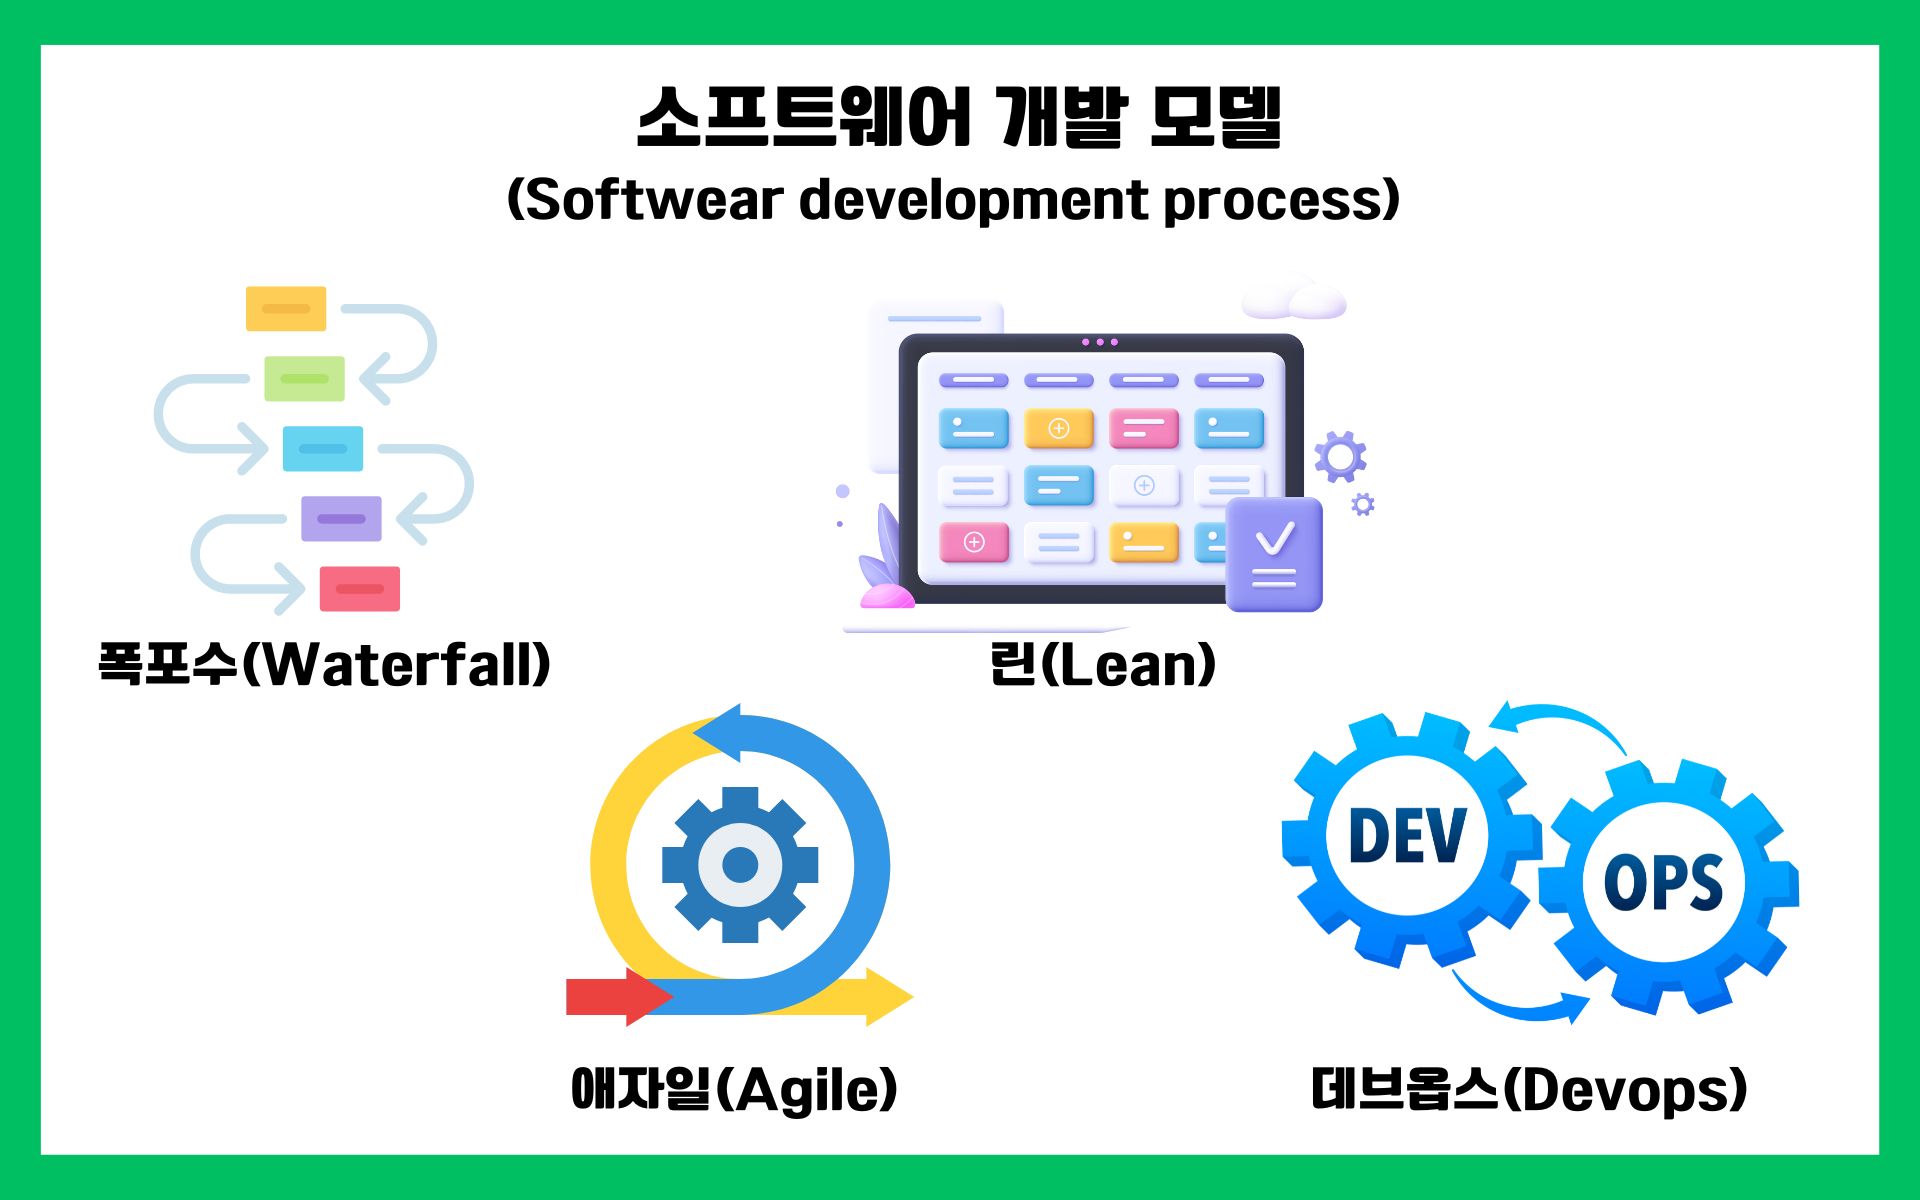 소프트웨어 개발 모델
(Softwear development process)
폭포수(Waterfall)
린(Lean)
DEV
OPS
애자일(Agile)
데브옵스(Devops)